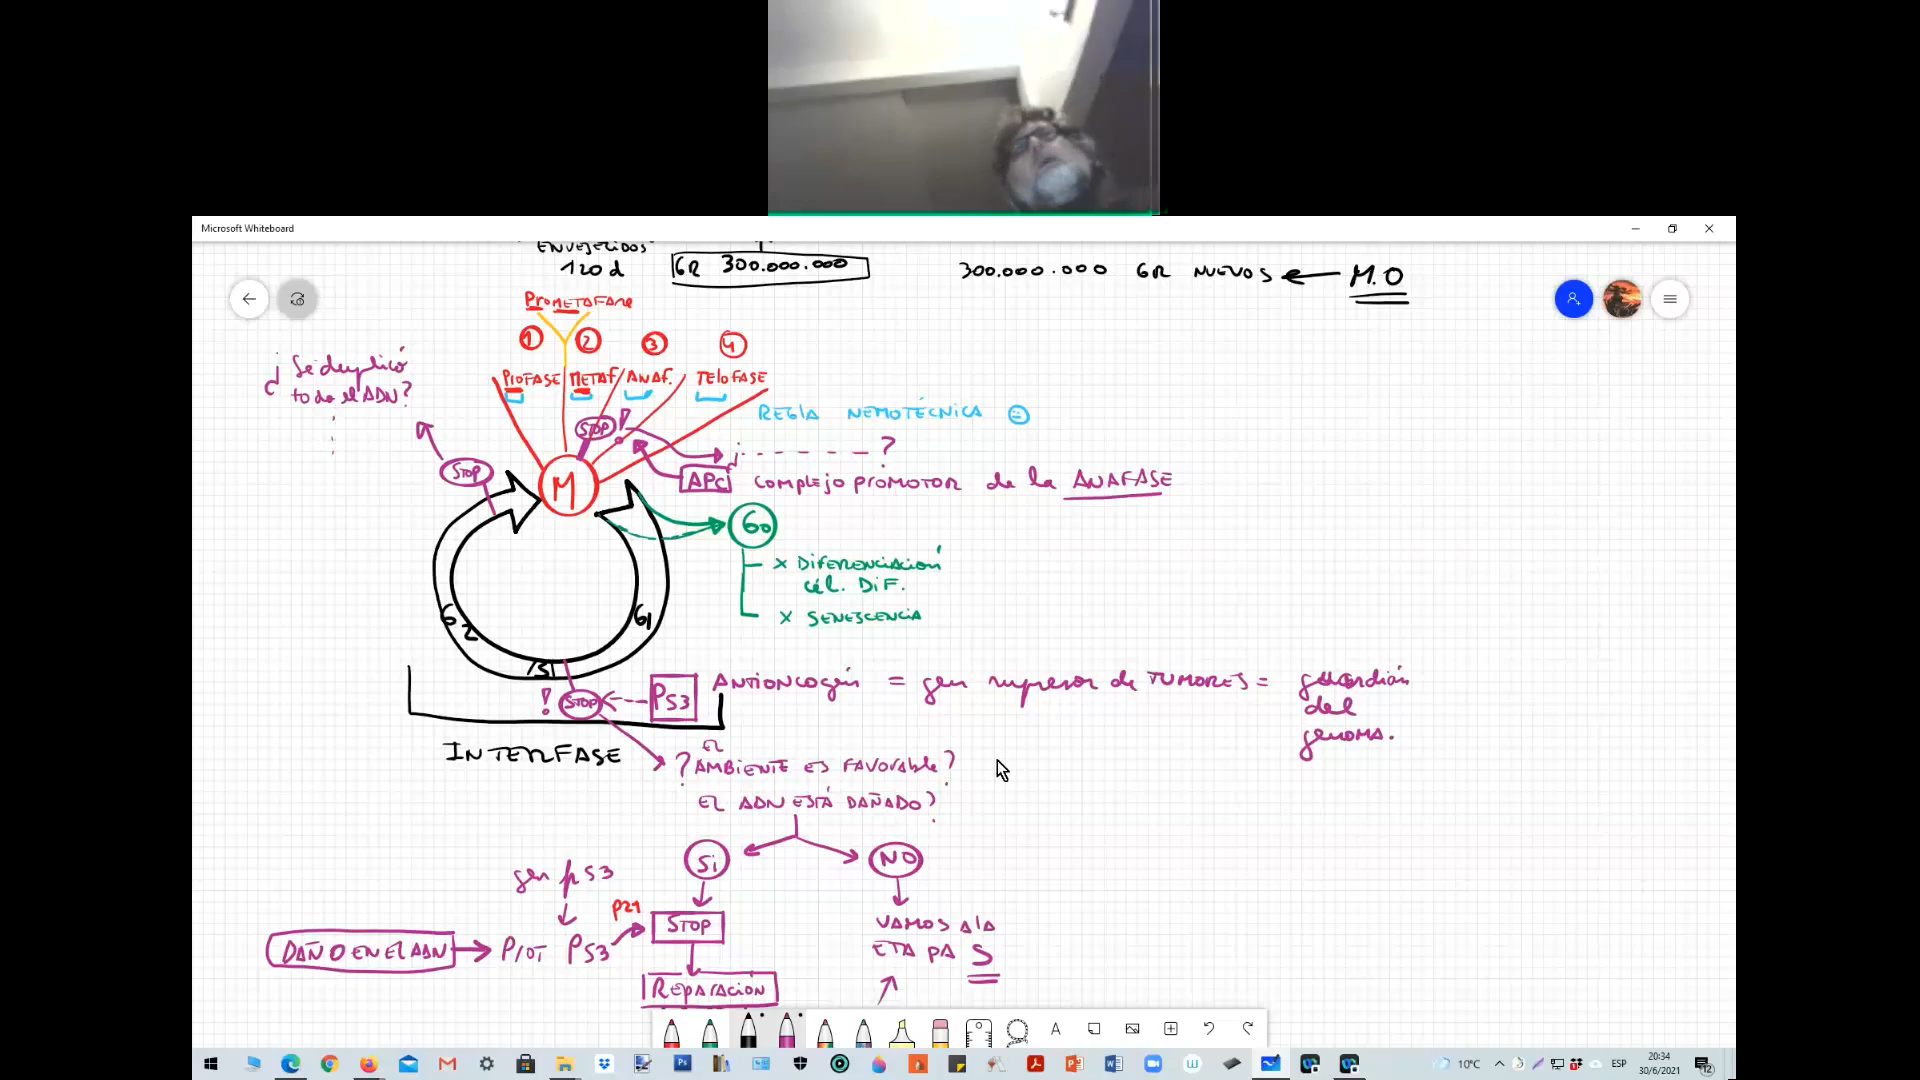 Microsoft Whiteboard
ENVEJECIDOS
120 d
GR 300.000.000
300.000.000 GR NUEVOS ← M.O
PROMETAFASE
1 2 3 4
PROFASE METAF ANAF. TELOFASE
¿Se duplicó
todo el ADN?
REGLA NEMOTÉCNICA
STOP !
¿ - - - - - - ?
STOP
M
APC COMPLEJO PROMOTOR de la ANAFASE
G0
x DIFERENCIACIÓN
CÉL. DIF.
x SENESCENCIA
G2
G1
S
! STOP P53 ANTIONCOGÉN = gen supresor de TUMORES = guardián
del
genoma.
INTERFASE
EL
?AMBIENTE ES FAVORABLE?
EL ADN ESTÁ DAÑADO?
SI
NO
gen p53
p21
STOP
VAMOS A LA
ETAPA S
DAÑO EN EL ADN → PROT P53
REPARACIÓN
10°C
ESP
20:34
30/6/2021
12